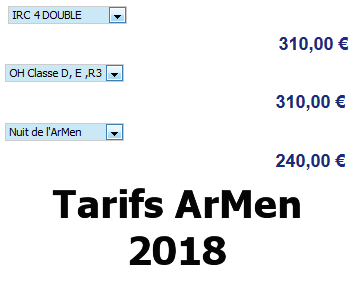 IRC 4 DOUBLE
310,00 €
OH Classe D, E ,R3
310,00 €
Nuit de l'ArMen
240,00 €
Tarifs ArMen
2018